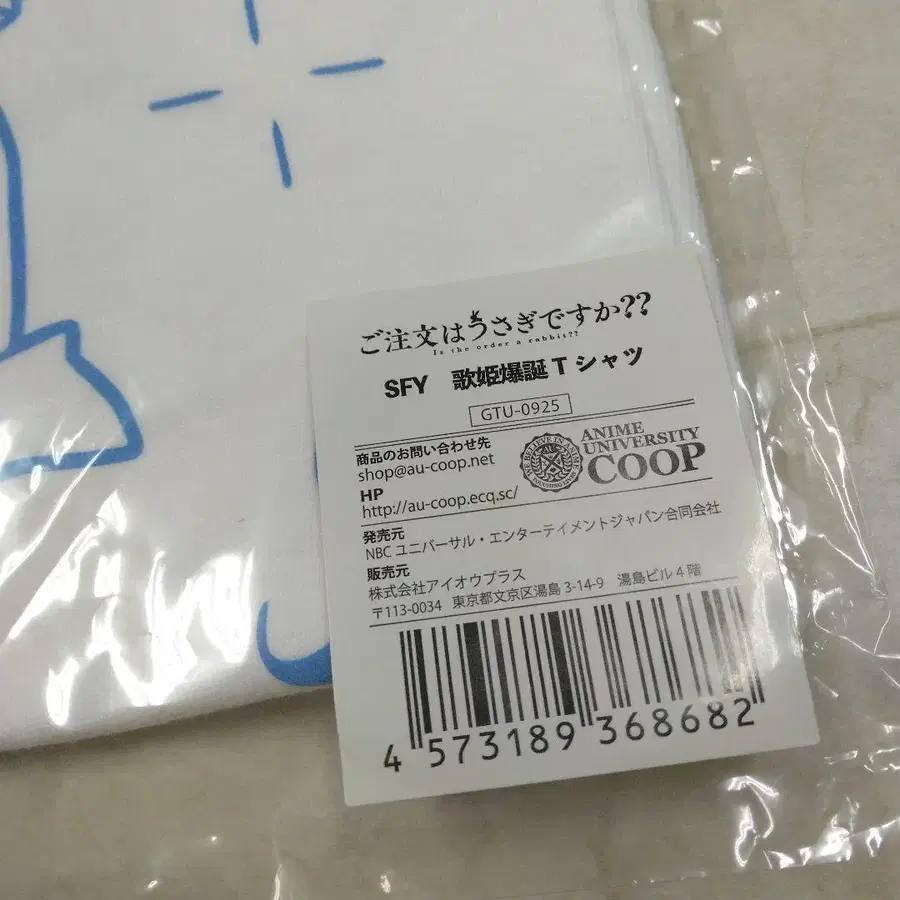 ご注文はうさぎですか??
Is the order a rabbit??
SFY 歌姫爆誕Tシャツ
GTU-0925
商品のお問い合わせ先
shop@au-coop.net
HP
http://au-coop.ecq.sc/
ANIME
UNIVERSITY
COOP
発売元
NBC ユニバーサル・エンターテイメントジャパン合同会社
販売元
株式会社アイオウプラス
〒113-0034 東京都文京区湯島 3-14-9 湯島ビル 4 階
4 573189 368682